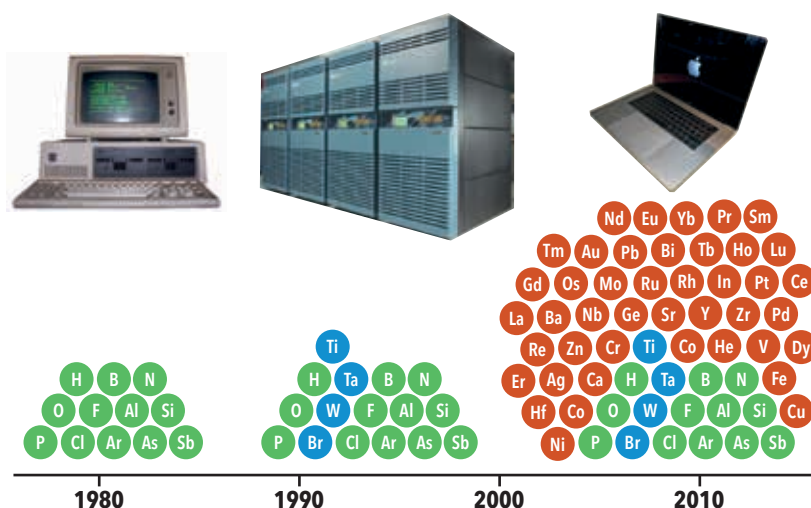 Nd Eu Yb Pr Sm
Tm Au Pb Bi Tb Ho Lu
Gd Os Mo Ru Rh In Pt Ce
La Ba Nb Ge Sr Y Zr Pd
Ti
Re Zn Cr Ti Co He V Dy
H B N
H Ta B N
Er Ag Ca H Ta B N Fe
O F Al Si
O W F Al Si
Hf Co O W F Al Si Cu
P Cl Ar As Sb
P Br Cl Ar As Sb
Ni P Br Cl Ar As Sb
1980 1990 2000 2010